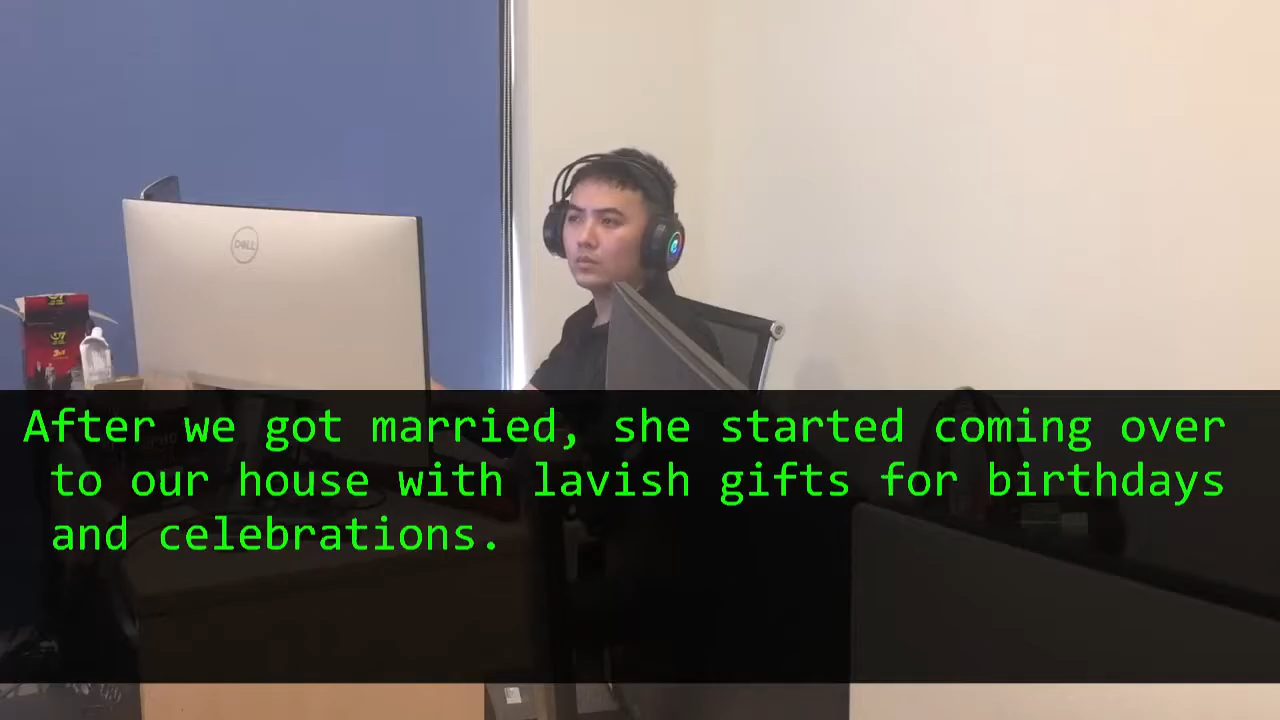 DELL
After we got married, she started coming over
to our house with lavish gifts for birthdays
and celebrations.